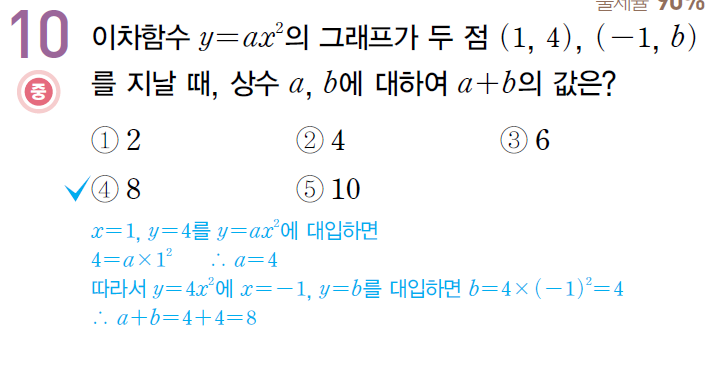 출제율 90%
10 이차함수 y=ax²의 그래프가 두 점 (1, 4), (-1, b)
중 를 지날 때, 상수 a, b에 대하여 a+b의 값은?
① 2 ② 4 ③ 6
④ 8 ⑤ 10
x=1, y=4를 y=ax²에 대입하면
4=a×1² ∴ a=4
따라서 y=4x²에 x=-1, y=b를 대입하면 b=4×(-1)²=4
∴ a+b=4+4=8